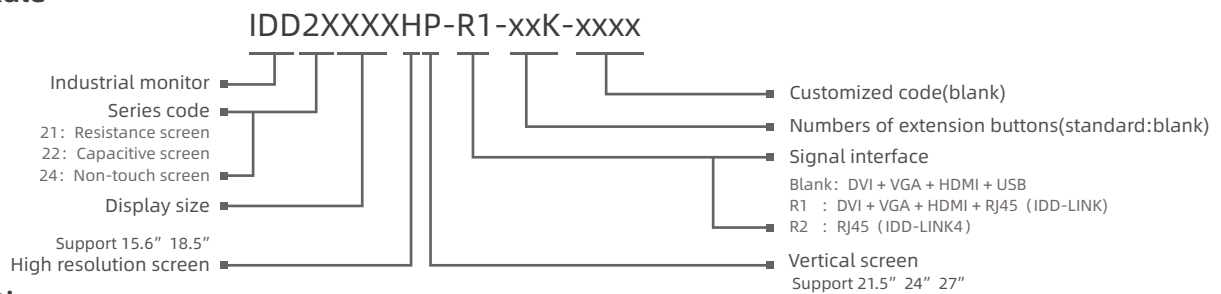 IDD2XXXXHP-R1-xxK-xxxx
Industrial monitor
Series code
21: Resistance screen
22: Capacitive screen
24: Non-touch screen
Display size
Support 15.6" 18.5"
High resolution screen
Customized code(blank)
Numbers of extension buttons(standard:blank)
Signal interface
Blank: DVI + VGA + HDMI + USB
R1 : DVI + VGA + HDMI + RJ45 (IDD-LINK)
R2 : RJ45 (IDD-LINK4)
Vertical screen
Support 21.5" 24" 27"